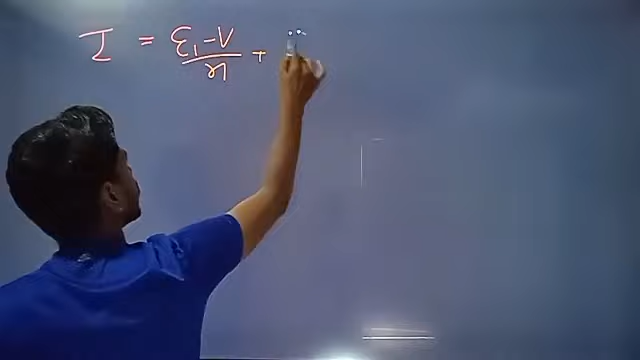 I = ε₁-V/r₁ +